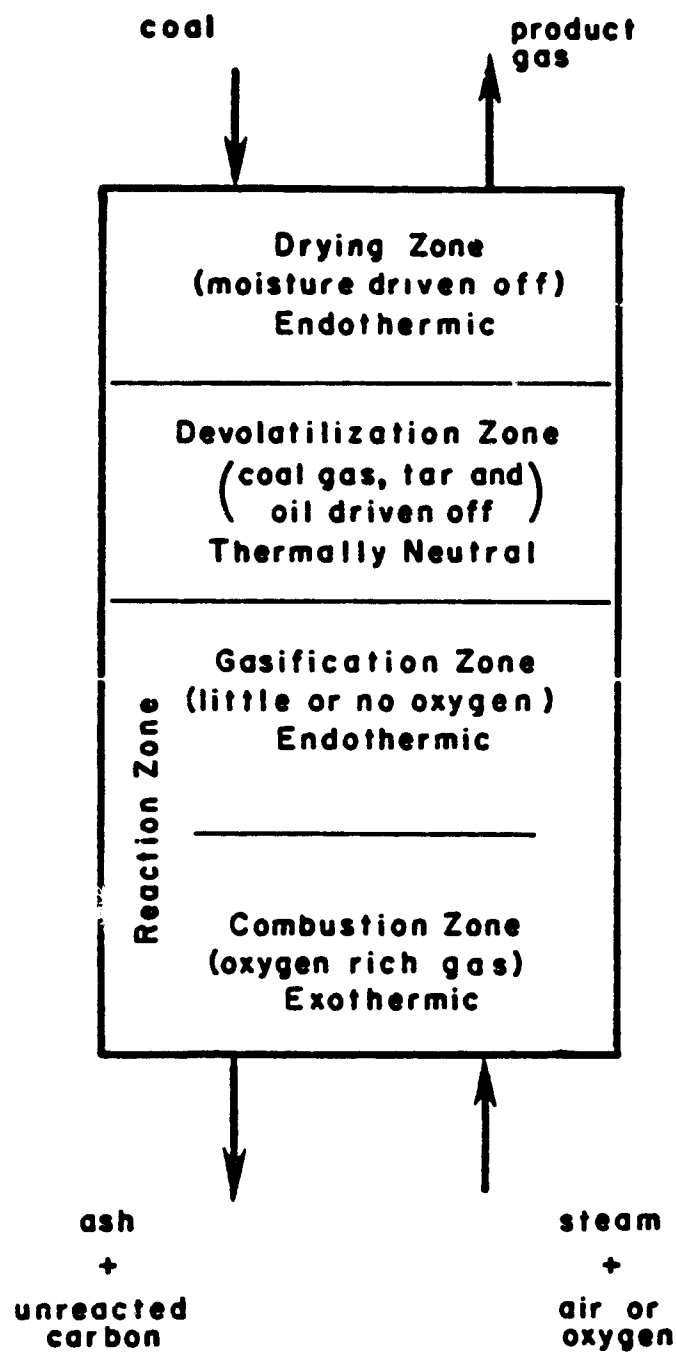 coal
product
gas
Drying Zone
(moisture driven off)
Endothermic
Devolatilization Zone
(coal gas, tar and
oil driven off)
Thermally Neutral
Reaction Zone
Gasification Zone
(little or no oxygen)
Endothermic
Combustion Zone
(oxygen rich gas)
Exothermic
ash
+
unreacted
carbon
steam
+
air or
oxygen